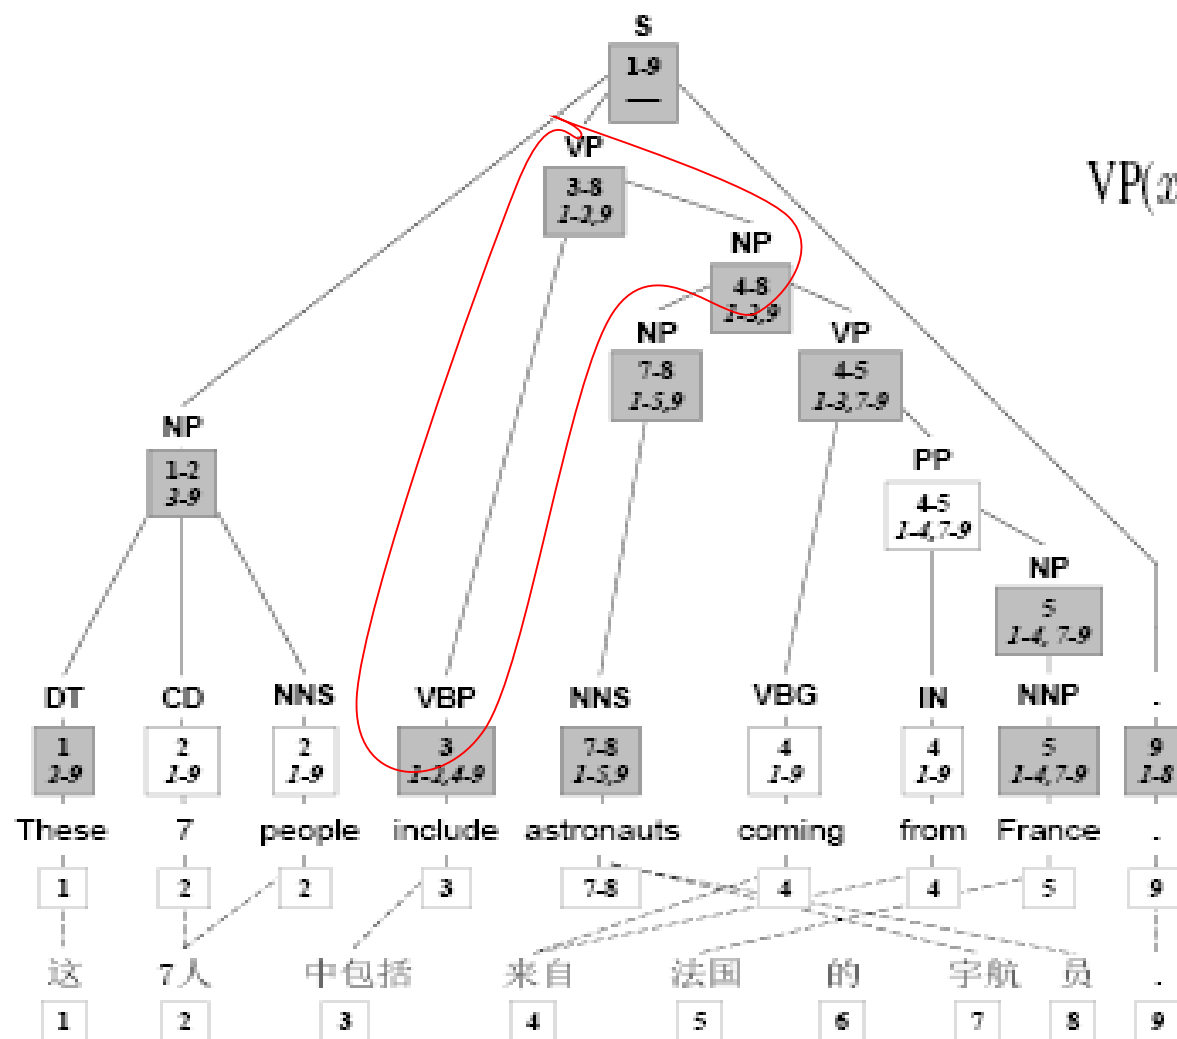 S
1-9
—
VP
3-8
1-2,9
VP(x
NP
4-8
1-3,9
NP
7-8
1-5,9
VP
4-5
1-3,7-9
NP
1-2
3-9
PP
4-5
1-4,7-9
NP
5
1-4, 7-9
DT CD NNS VBP NNS VBG IN NNP .
1 2 2 3 7-8 4 4 5 9
2-9 1-9 1-9 1-2,4-9 1-5,9 1-9 1-9 1-4,7-9 1-8
These 7 people include astronauts coming from France .
1 2 2 3 7-8 4 4 5 9
这 7人 中包括 来自 法国 的 宇航 员 .
1 2 3 4 5 6 7 8 9